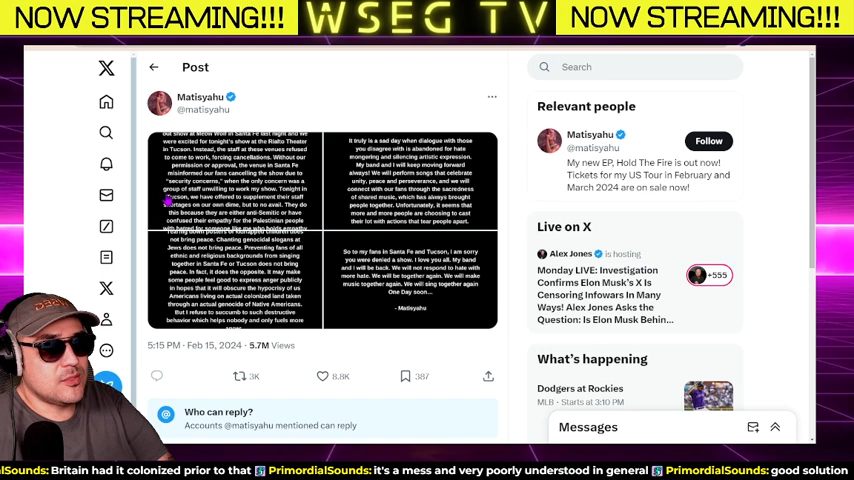 NOW STREAMING!!!
WSEG TV
NOW STREAMING!!!
Post
Matisyahu
@matisyahu
out show at Meow Wolf in Santa Fe last night and we
were excited for tonight's show at the Rialto Theater
in Tucson. Instead, the staff at these venues refused
to come to work, forcing cancellations. Without our
permission or approval, the venue in Santa Fe
misinformed our fans cancelling the show due to
"security concerns," when the only concern was a
group of staff unwilling to work my show. Tonight in
Tucson, we have offered to supplement their staff
shortages on our own dime, but to no avail. They do
this because they are either anti-Semitic or have
confused their empathy for the Palestinian people
with hatred for someone like me who holds empathy
It truly is a sad day when dialogue with those
you disagree with is abandoned for hate
mongering and silencing artistic expression.
My band and I will keep moving forward
always! We will perform songs that celebrate
unity, peace and perseverance, and we will
connect with our fans through the sacredness
of shared music, which has always brought
people together. Unfortunately, it seems that
more and more people are choosing to cast
their lot with actions that tear people apart.
tearing down posters of kidnapped children does
not bring peace. Chanting genocidal slogans at
Jews does not bring peace. Preventing fans of all
ethnic and religious backgrounds from singing
together in Santa Fe or Tucson does not bring
peace. In fact, it does the opposite. It may make
some people feel good to express anger publicly
in hopes that it will obscure the hypocrisy of us
Americans living on actual colonized land taken
through an actual genocide of Native Americans.
But I refuse to succumb to such destructive
behavior which helps nobody and only fuels more
So to my fans in Santa Fe and Tucson, I am sorry
you were denied a show. I love you all. My band
and I will be back. We will not respond to hate with
more hate. We will be together again. We will make
music together again. We will sing together again
One Day soon...
- Matisyahu
5:15 PM · Feb 15, 2024 · 5.7M Views
3K
8.8K
387
Who can reply?
Accounts @matisyahu mentioned can reply
Search
Relevant people
Matisyahu
@matisyahu
Follow
My new EP, Hold The Fire is out now!
Tickets for my US Tour in February and
March 2024 are on sale now!
Live on X
Alex Jones is hosting
Monday LIVE: Investigation
Confirms Elon Musk's X Is
Censoring Infowars In Many
Ways! Alex Jones Asks the
Question: Is Elon Musk Behin...
+555
What's happening
Dodgers at Rockies
MLB · Starts at 3:10 PM
Messages
alSounds: Britain had it colonized prior to that PrimordialSounds: it's a mess and very poorly understood in general PrimordialSounds: good solution